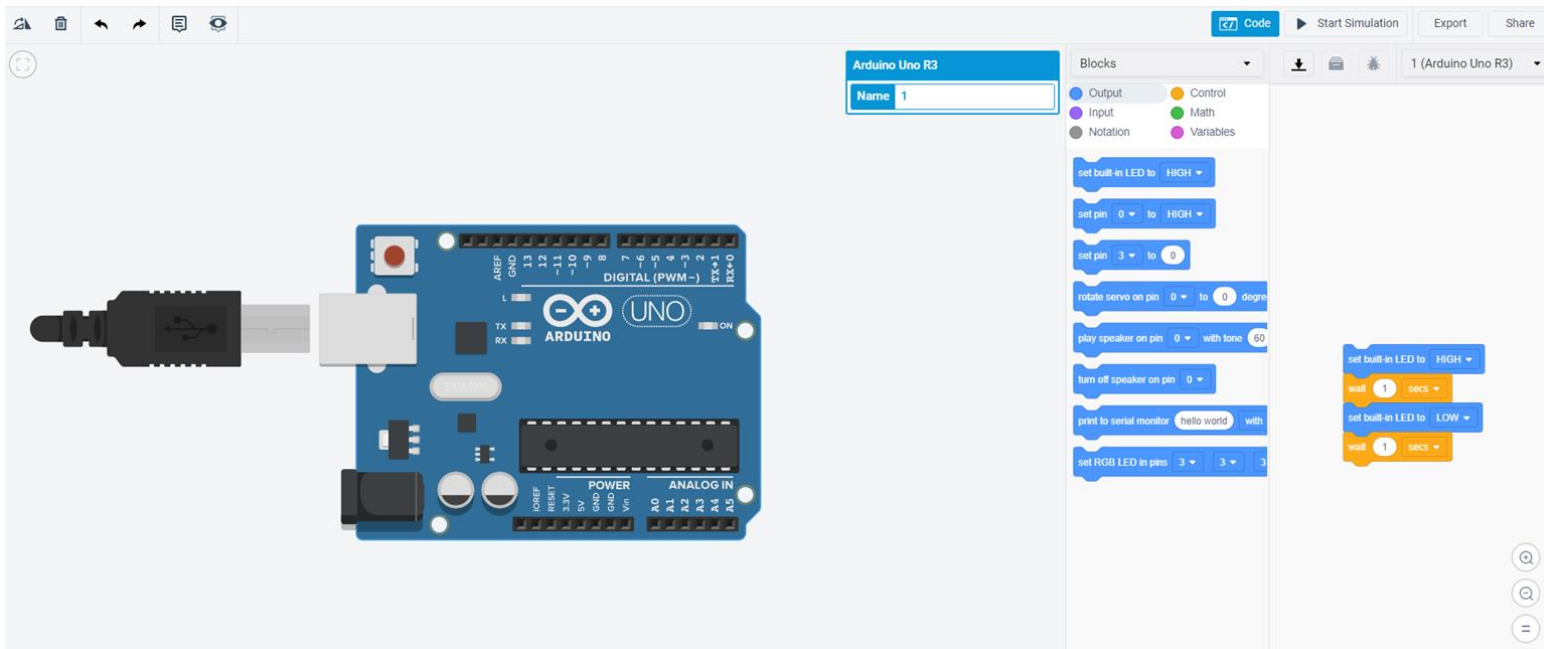 Code
Start Simulation
Export
Share
Arduino Uno R3
Name 1
Blocks
1 (Arduino Uno R3)
Output
Control
Input
Math
Notation
Variables
set built-in LED to HIGH
set pin 0 to HIGH
set pin 3 to 0
rotate servo on pin 0 to 0 degre
play speaker on pin 0 with tone 60
turn off speaker on pin 0
print to serial monitor hello world with
set RGB LED in pins 3 3 3
set built-in LED to HIGH
wait 1 secs
set built-in LED to LOW
wait 1 secs
AREF
GND
13
12
~11
~10
~9
8
7
~6
~5
4
~3
2
TX→1
RX←0
DIGITAL (PWM~)
L
TX
RX
ARDUINO
UNO
ON
POWER
ANALOG IN
IOREF
RESET
3.3V
5V
GND
GND
Vin
A0
A1
A2
A3
A4
A5